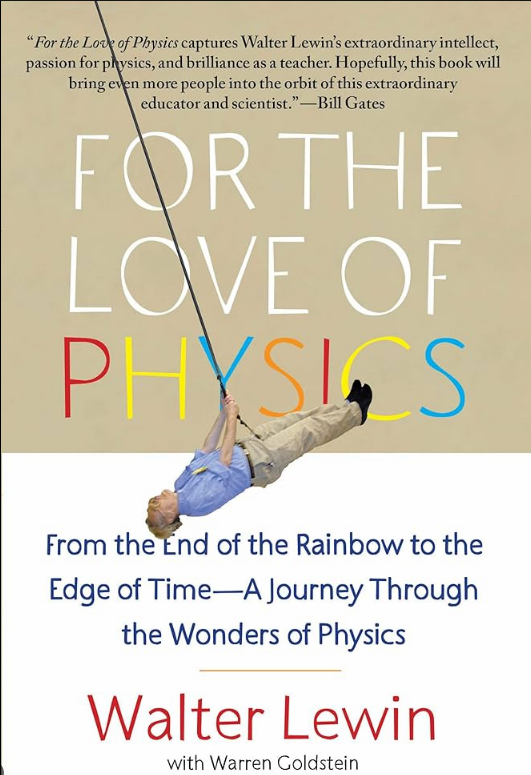 “For the Love of Physics captures Walter Lewin’s extraordinary intellect,
passion for physics, and brilliance as a teacher. Hopefully, this book will
bring even more people into the orbit of this extraordinary
educator and scientist.”—Bill Gates
FOR THE
LOVE OF
PHYSICS
From the End of the Rainbow to the
Edge of Time—A Journey Through
the Wonders of Physics
Walter Lewin
with Warren Goldstein